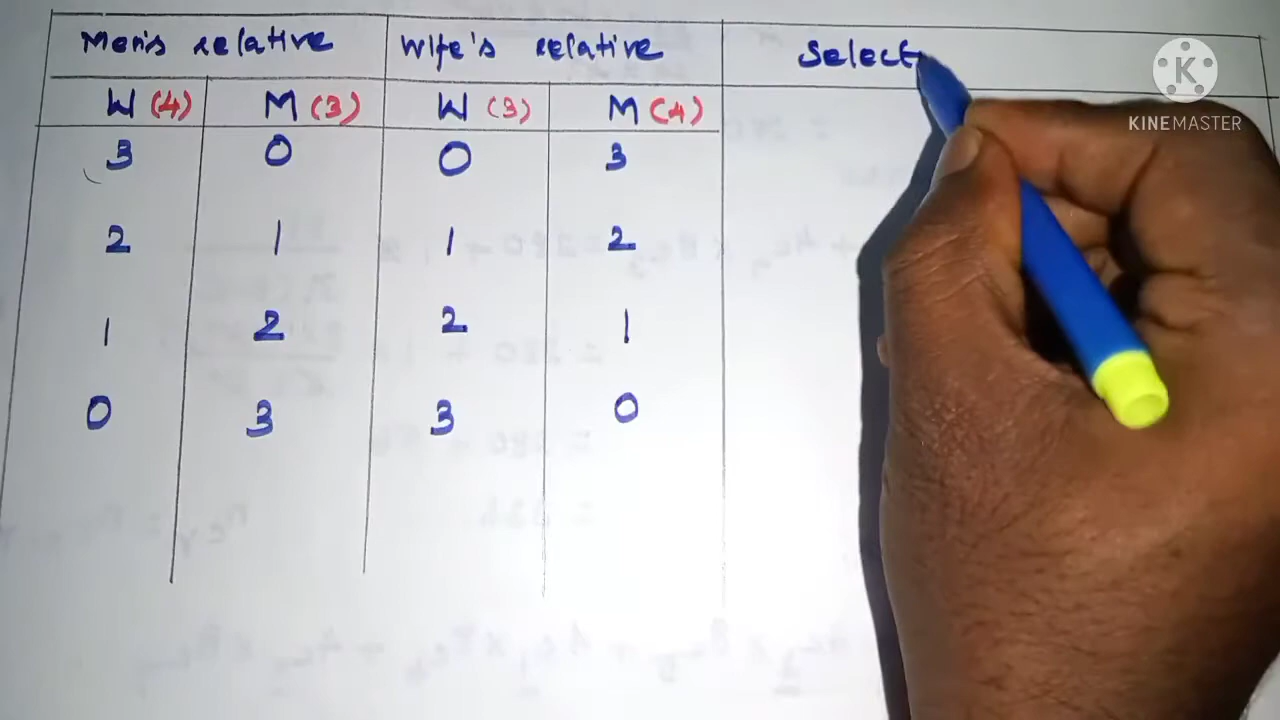 Men's relative Wife's relative Select
W (4) M (3) W (3) M (4)
3 0 0 3
2 1 1 2
1 2 2 1
0 3 3 0
K
KINEMASTER